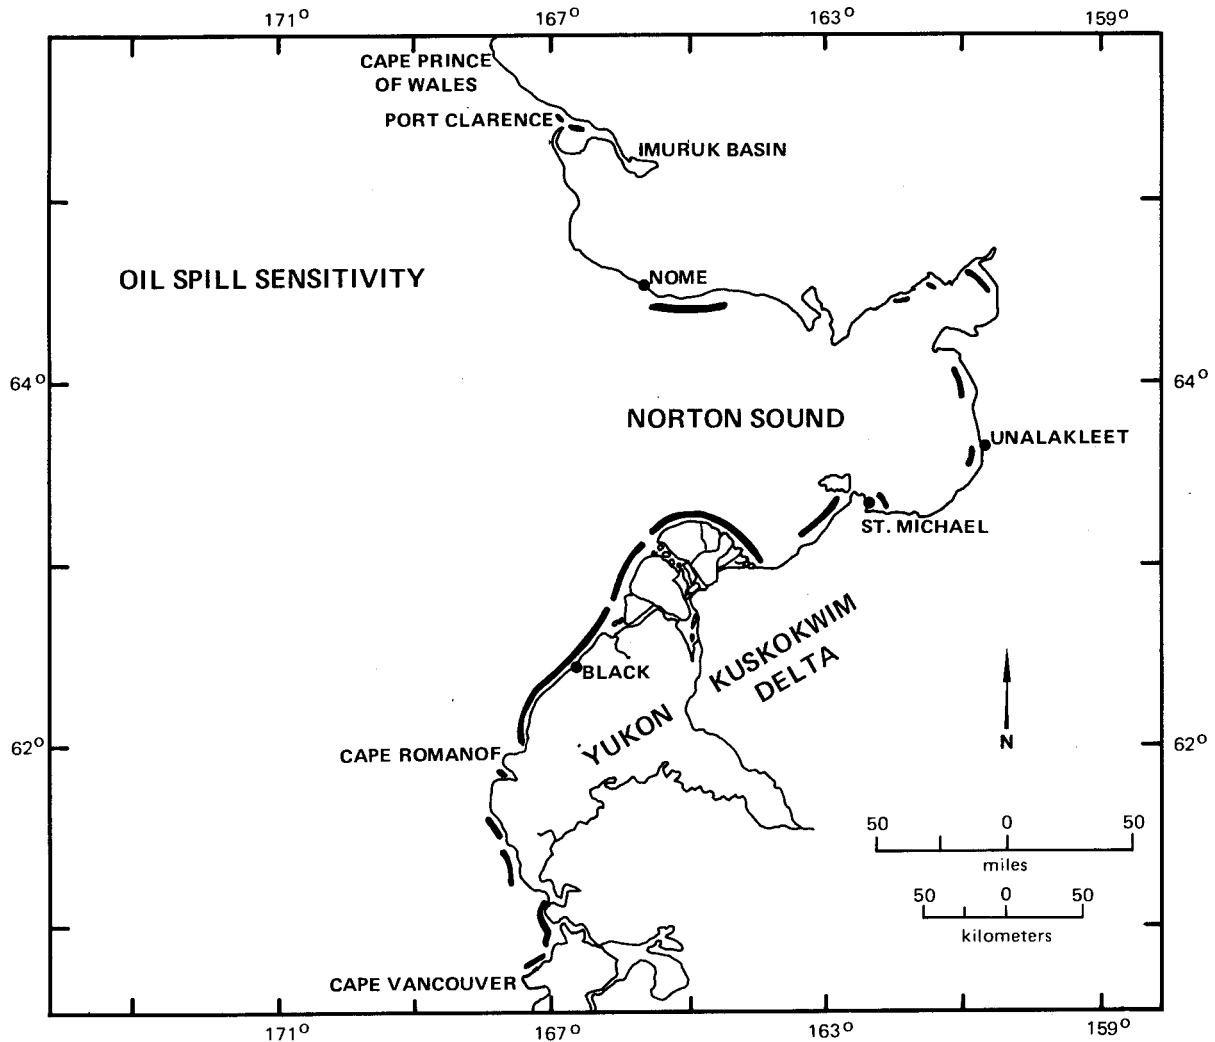 171° 167° 163° 159°
CAPE PRINCE
OF WALES
PORT CLARENCE
IMURUK BASIN
OIL SPILL SENSITIVITY
NOME
64° 64°
NORTON SOUND
UNALAKLEET
ST. MICHAEL
KUSKOKWIM
DELTA
BLACK
YUKON
N
62° 62°
CAPE ROMANOF
50 0 50
miles
50 0 50
kilometers
CAPE VANCOUVER
171° 167° 163° 159°